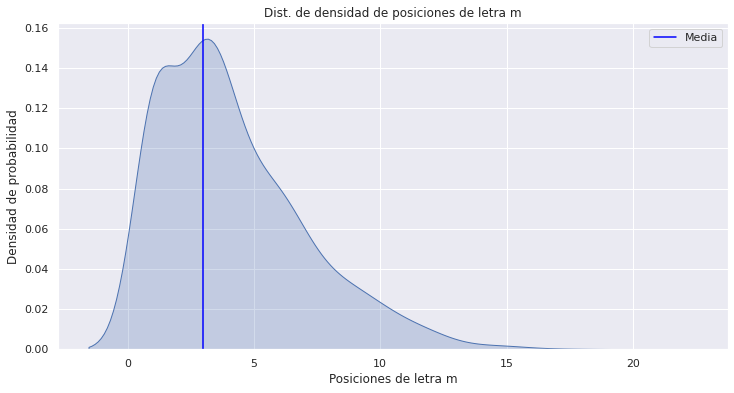 Dist. de densidad de posiciones de letra m
Media
0.16
0.14
0.12
0.10
0.08
0.06
0.04
0.02
0.00
Densidad de probabilidad
0 5 10 15 20
Posiciones de letra m